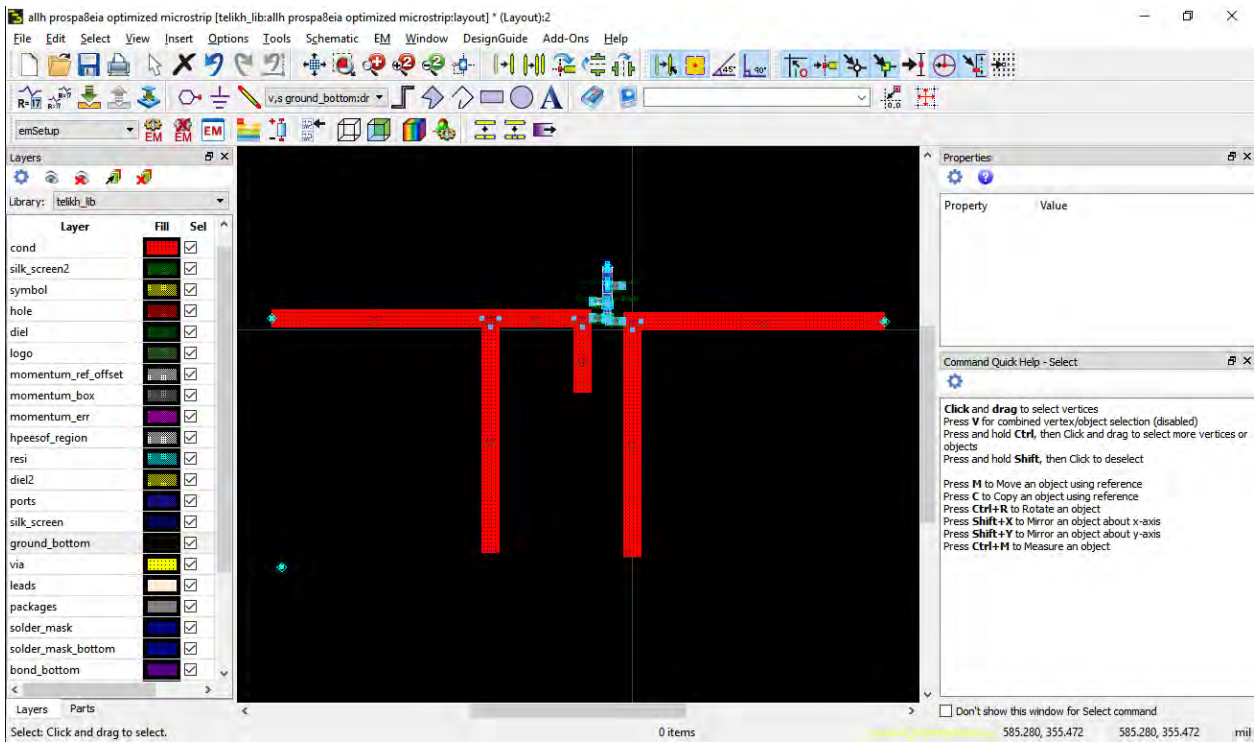 allh prospa8eia optimized microstrip [telikh_lib:allh prospa8eia optimized microstrip:layout] * (Layout):2
File Edit Select View Insert Options Tools Schematic EM Window DesignGuide Add-Ons Help
v,s ground_bottom:dr
emSetup
EM EM EM
Layers
Library: telikh_lib
Layer Fill Sel
cond
silk_screen2
symbol
hole
diel
logo
momentum_ref_offset
momentum_box
momentum_err
hpeesof_region
resi
diel2
ports
silk_screen
ground_bottom
via
leads
packages
solder_mask
solder_mask_bottom
bond_bottom
Layers Parts
Select: Click and drag to select.
0 items
Properties
Property Value
Command Quick Help - Select
Click and drag to select vertices
Press V for combined vertex/object selection (disabled)
Press and hold Ctrl, then Click and drag to select more vertices or
objects
Press and hold Shift, then Click to deselect
Press M to Move an object using reference
Press C to Copy an object using reference
Press Ctrl+R to Rotate an object
Press Shift+X to Mirror an object about x-axis
Press Shift+Y to Mirror an object about y-axis
Press Ctrl+M to Measure an object
Don't show this window for Select command
585.280, 355.472 585.280, 355.472 mil